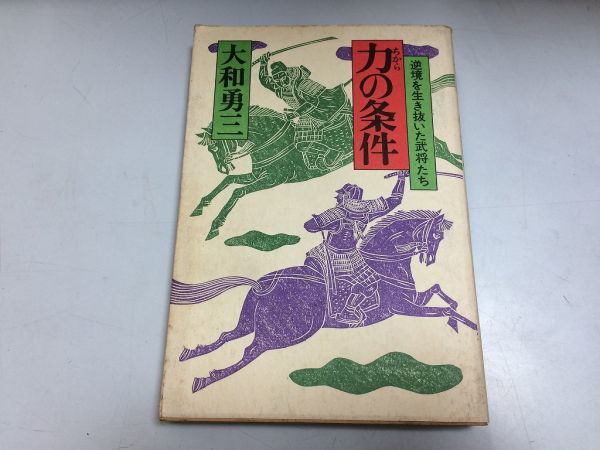 逆境を生き抜いた武将たち
ちから
力の条件
大和勇三